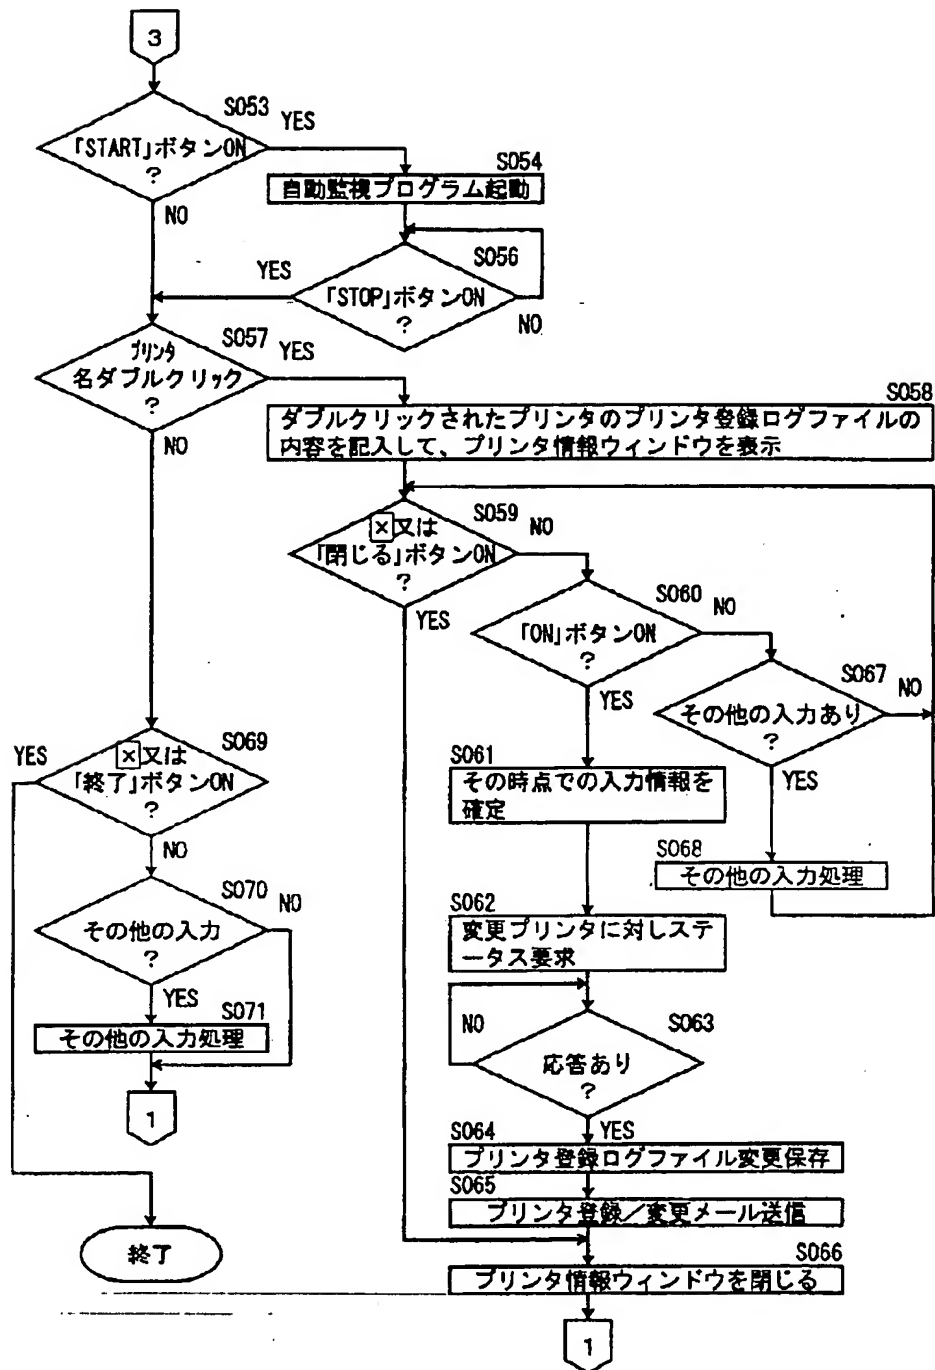 3
S053
YES
「START」ボタンON
?
NO
S054
自動監視プログラム起動
S056
YES
「STOP」ボタンON
?
NO
S057
プリンタ
YES
名ダブルクリック
?
NO
S058
ダブルクリックされたプリンタのプリンタ登録ログファイルの
内容を記入して、プリンタ情報ウィンドウを表示
S059
×又は
NO
「閉じる」ボタンON
?
YES
S060
NO
「ON」ボタンON
?
YES
S067
NO
その他の入力あり
?
YES
S068
その他の入力処理
S061
その時点での入力情報を
確定
S062
変更プリンタに対しステ
ータス要求
NO
S063
応答あり
?
YES
S064
プリンタ登録ログファイル変更保存
S065
プリンタ登録/変更メール送信
S066
プリンタ情報ウィンドウを閉じる
1
YES
×又は
S069
「終了」ボタンON
?
NO
S070
NO
その他の入力
?
YES
S071
その他の入力処理
1
終了